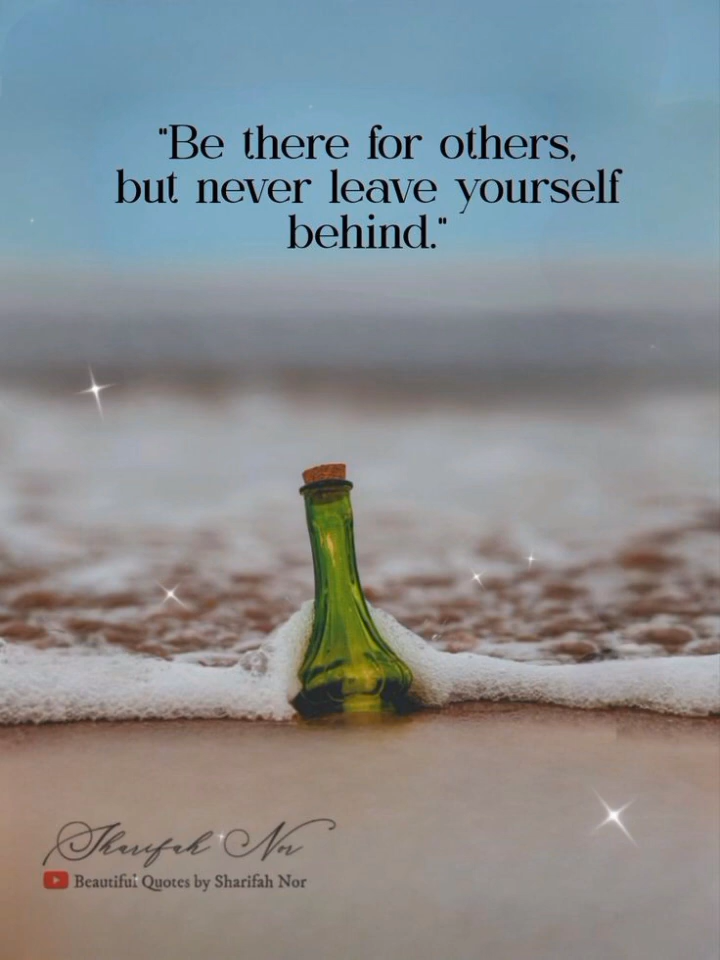 "Be there for others,
but never leave yourself
behind."
Sharifah Nor
Beautiful Quotes by Sharifah Nor